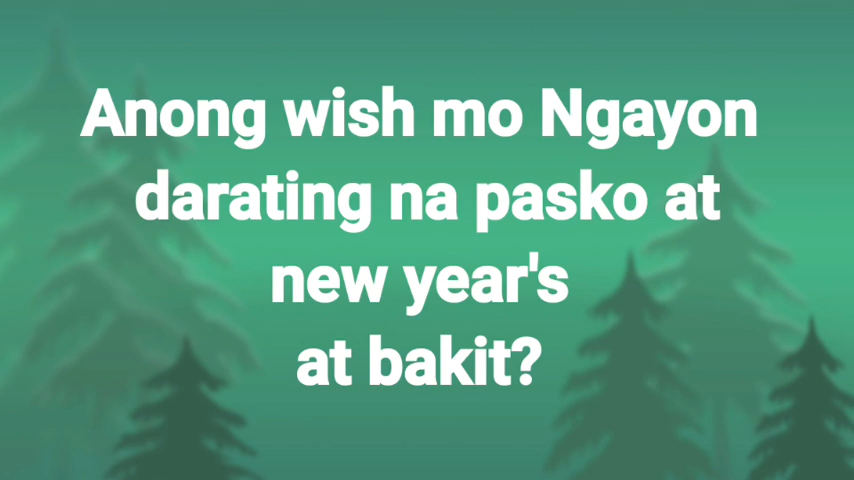 Anong wish mo Ngayon
darating na pasko at
new year's
at bakit?